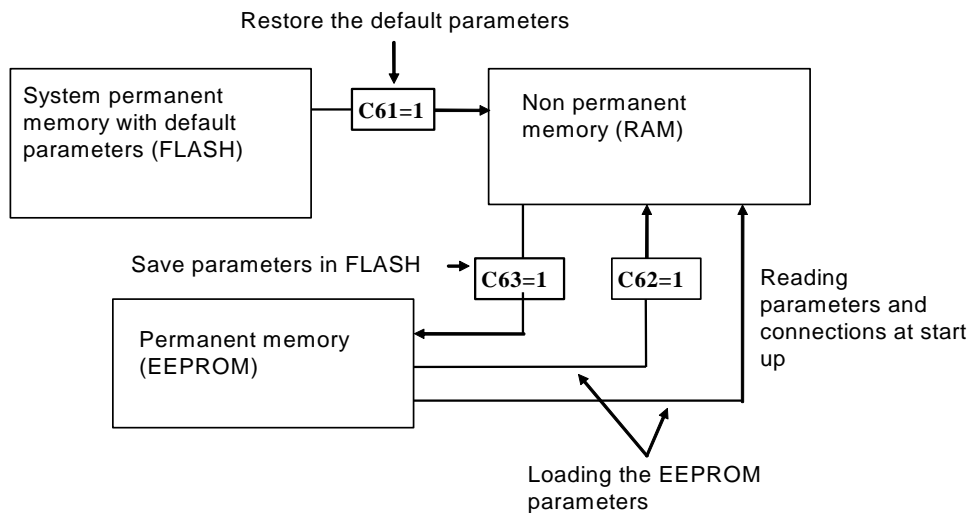 Restore the default parameters
System permanent
memory with default
parameters (FLASH)
C61=1
Non permanent
memory (RAM)
Save parameters in FLASH
C63=1
C62=1
Reading
parameters and
connections at start
up
Permanent memory
(EEPROM)
Loading the EEPROM
parameters